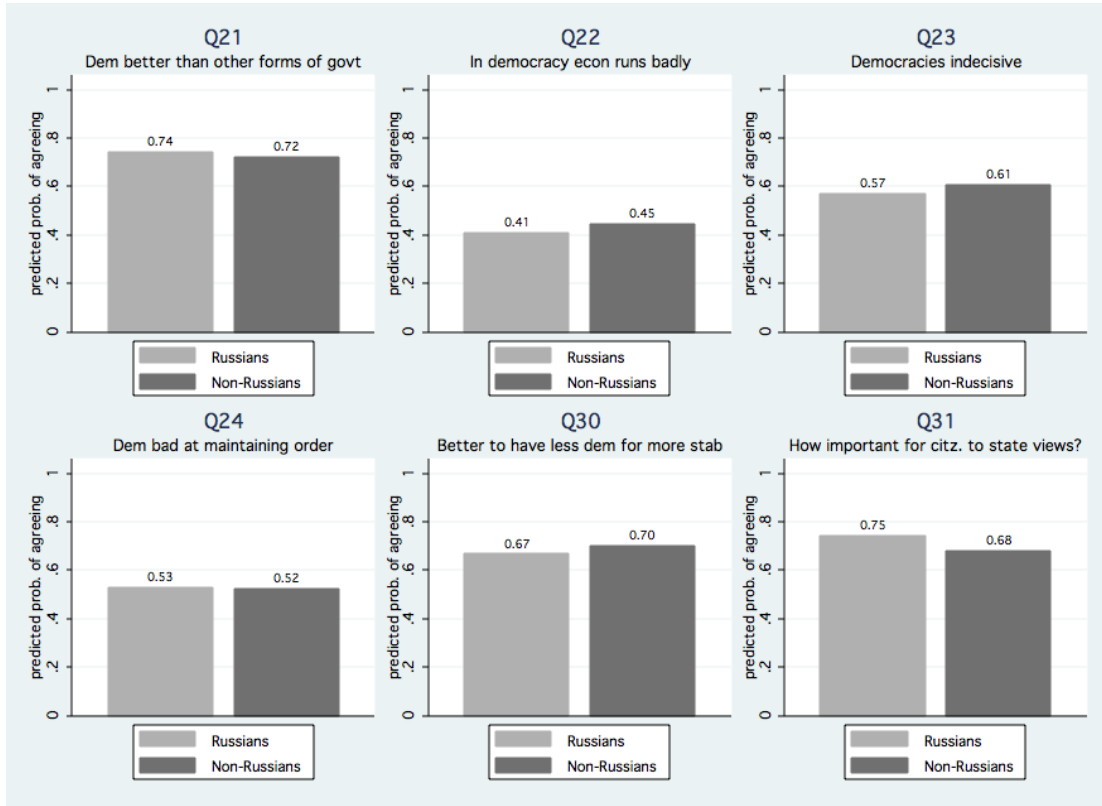 Q21
Dem better than other forms of govt
predicted prob. of agreeing
0 .2 .4 .6 .8 1
0.74 0.72
Russians
Non-Russians
Q22
In democracy econ runs badly
predicted prob. of agreeing
0 .2 .4 .6 .8 1
0.41 0.45
Russians
Non-Russians
Q23
Democracies indecisive
predicted prob. of agreeing
0 .2 .4 .6 .8 1
0.57 0.61
Russians
Non-Russians
Q24
Dem bad at maintaining order
predicted prob. of agreeing
0 .2 .4 .6 .8 1
0.53 0.52
Russians
Non-Russians
Q30
Better to have less dem for more stab
predicted prob. of agreeing
0 .2 .4 .6 .8 1
0.67 0.70
Russians
Non-Russians
Q31
How important for citz. to state views?
predicted prob. of agreeing
0 .2 .4 .6 .8 1
0.75 0.68
Russians
Non-Russians